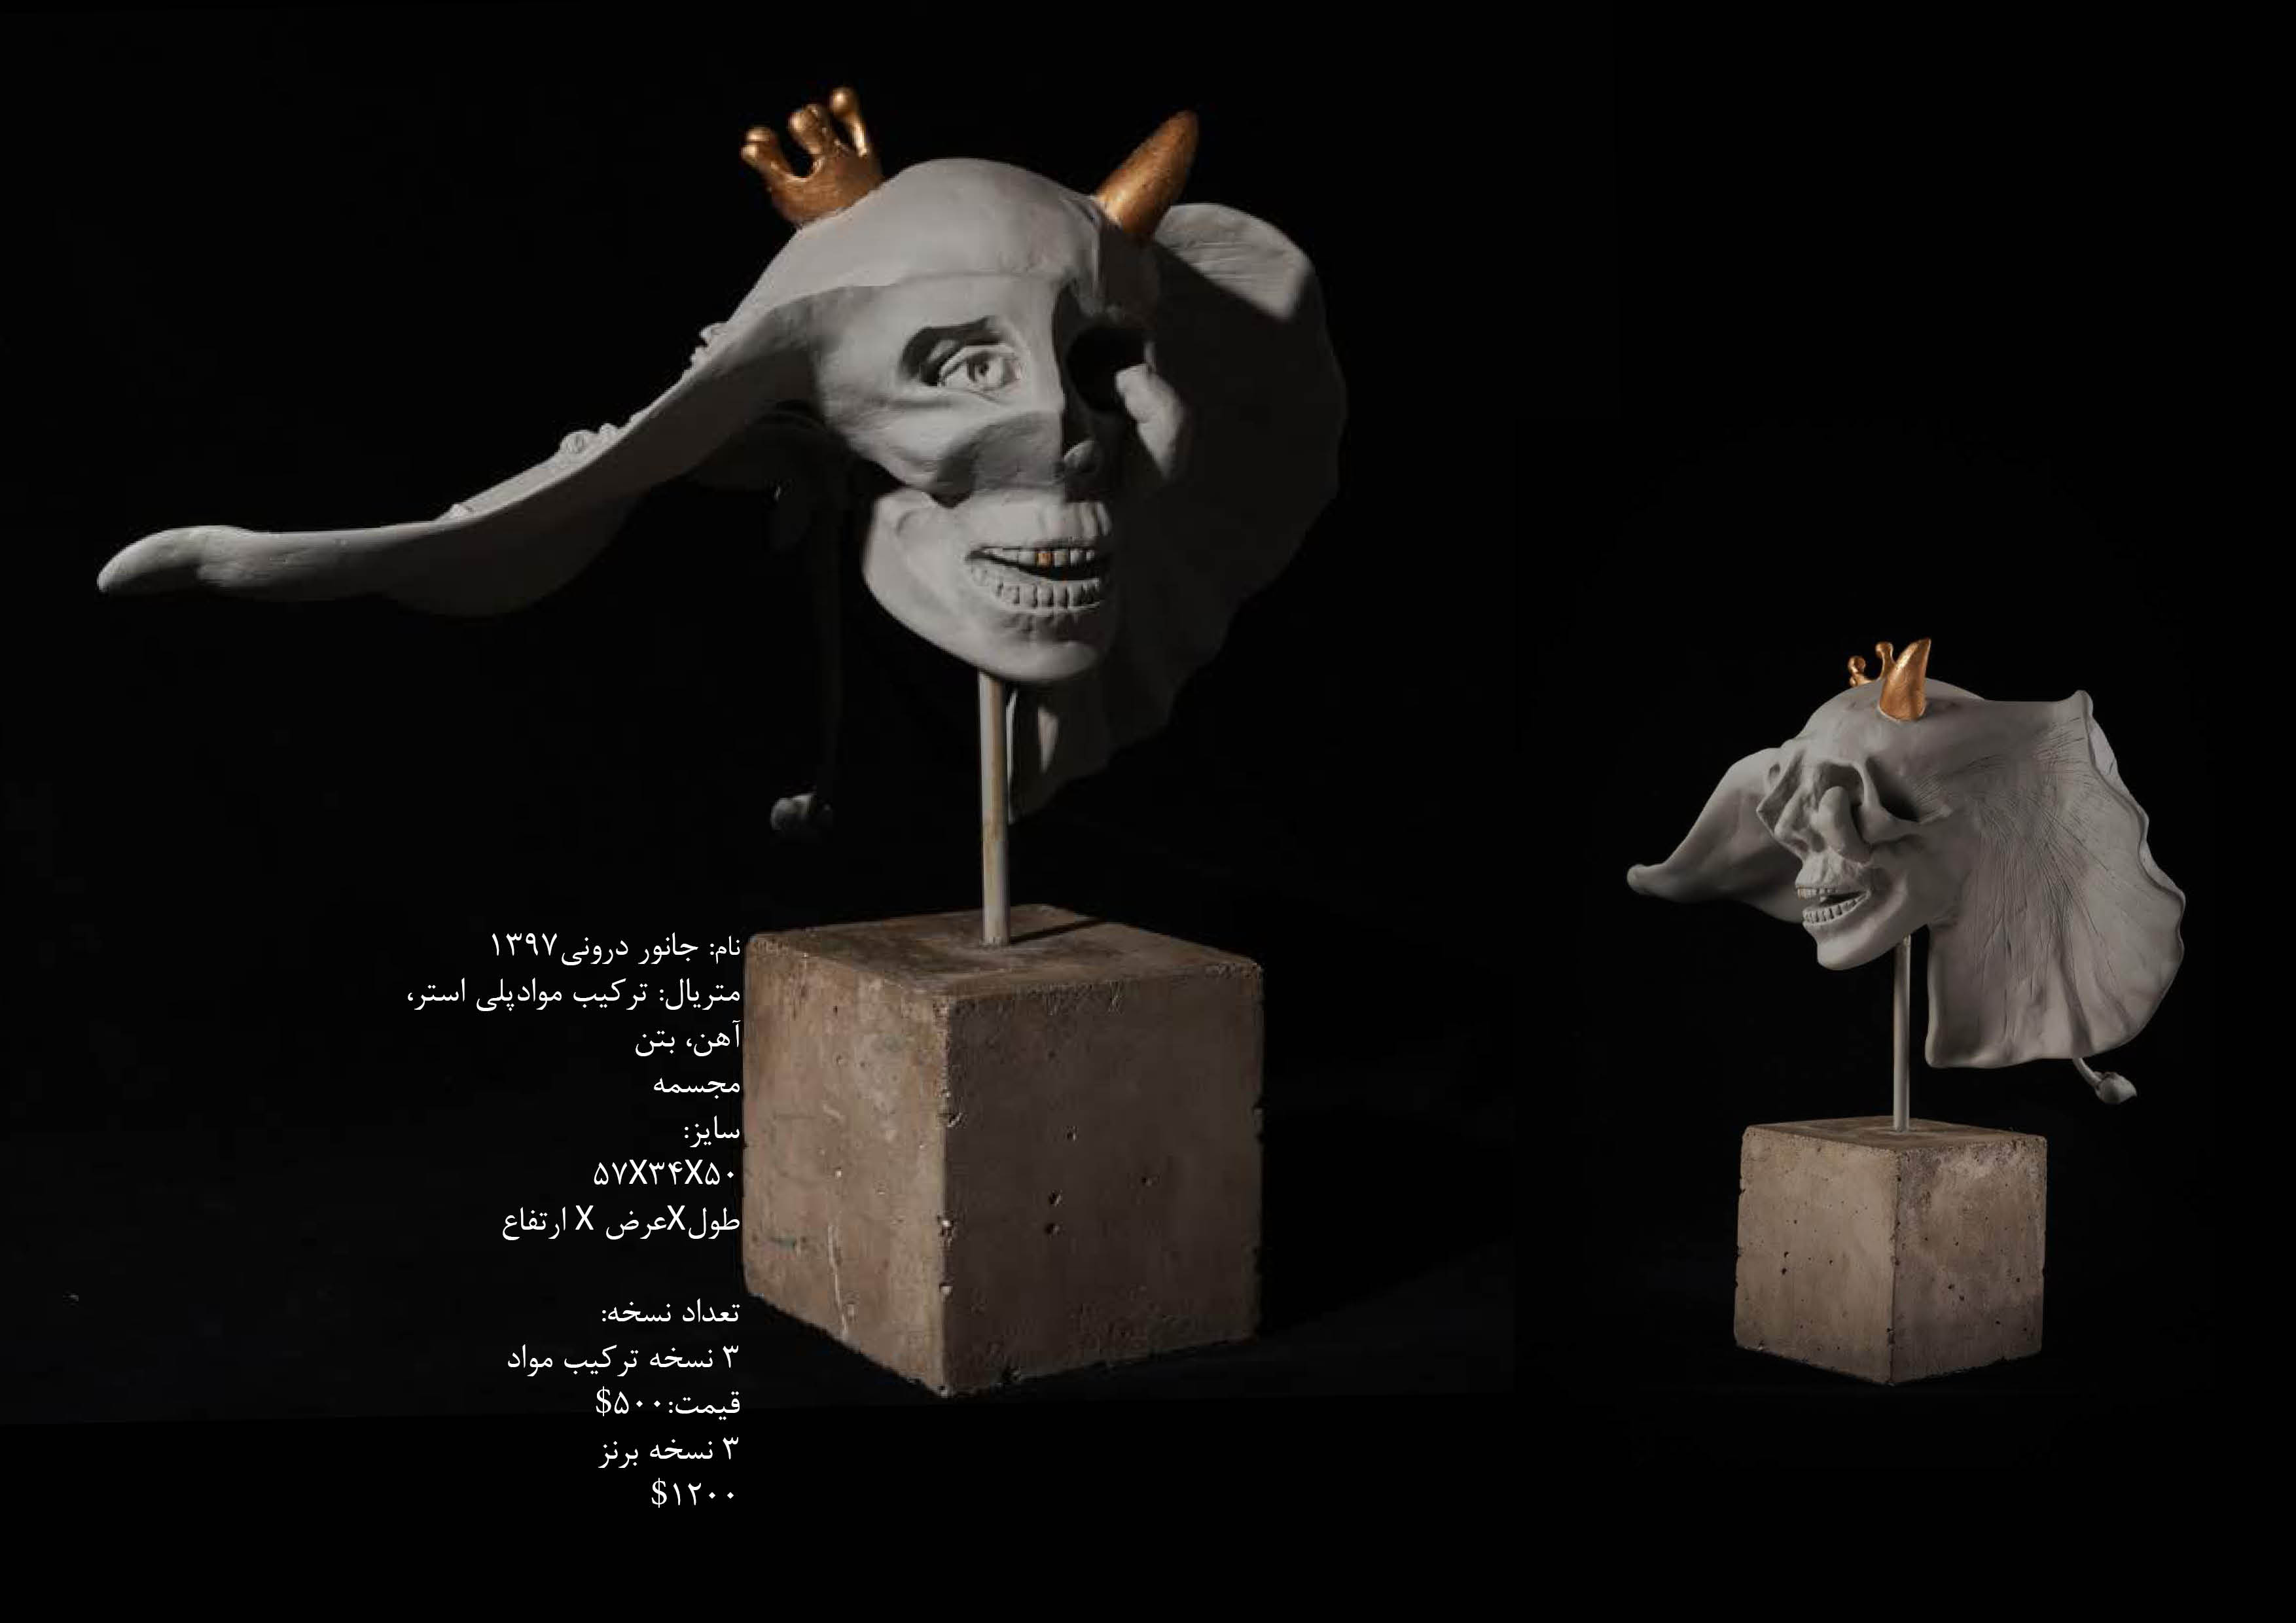 نام: جانور درونی۱۳۹۷
متریال: ترکیب موادپلی استر،
آهن، بتن
مجسمه
سایز:
۵۷X۳۴X۵۰
طولXعرض X ارتفاع
تعداد نسخه:
۳ نسخه ترکیب مواد
قیمت:۵۰۰$
۳ نسخه برنز
۱۲۰۰$